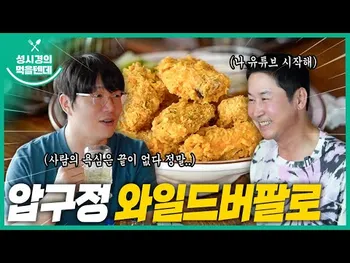 성시경의
먹을텐데
(나 유튜브 시작해)
(사람의 욕심은 끝이 없다 정말..)
압구정 와일드버팔로